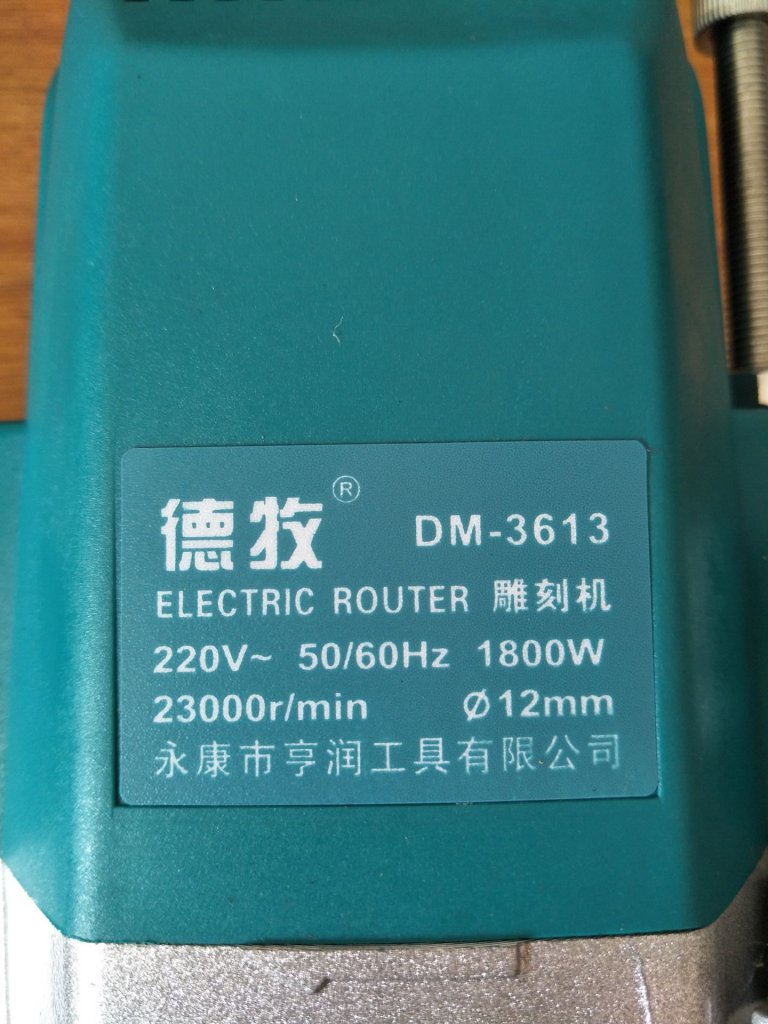 德牧® DM-3613
ELECTRIC ROUTER 雕刻机
220V~ 50/60Hz 1800W
23000r/min Ø12mm
永康市亨润工具有限公司